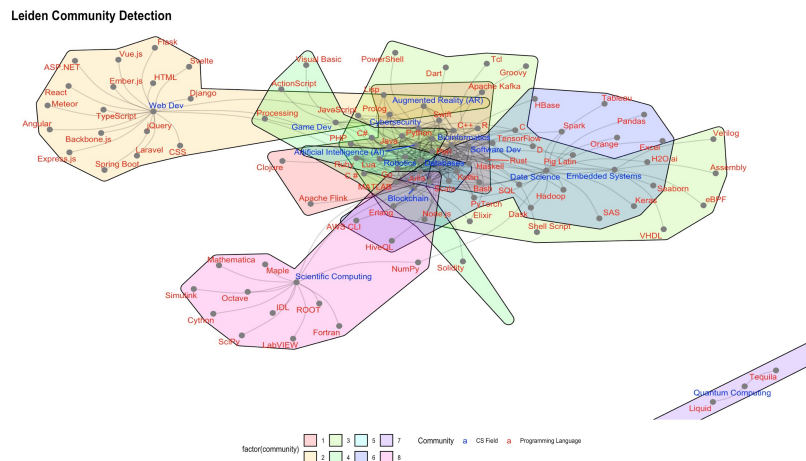 Leiden Community Detection
Flask
Vue.js
Svelte
ASP.NET
Ember.js
HTML
React
Django
Meteor
Web Dev
TypeScript
Angular
jQuery
Backbone.js
Laravel
CSS
Express.js
Spring Boot
Visual Basic
ActionScript
Processing
Game Dev
JavaScript
PowerShell
Tcl
Dart
Groovy
Lisp
Apache Kafka
Augmented Reality (AR)
Prolog
Swift
Cybersecurity
C++
R
C#
PHP
Python
Java
Bioinformatics
C
TensorFlow
HBase
Tableau
Spark
Pandas
Orange
Excel
Verilog
Software Dev
D
Artificial Intelligence (AI)
Robotics
Databases
Rust
Pig Latin
H2O.ai
Clojure
Ruby
Lua
Haskell
Embedded Systems
Assembly
C #
Data Science
MATLAB
Bash
SQL
Hadoop
Seaborn
Apache Flink
Blockchain
PyTorch
Keras
eBPF
Erlang
Node.js
Elixir
Dask
SAS
AWS CLI
Shell Script
VHDL
HiveQL
NumPy
Solidity
Mathematica
Maple
Scientific Computing
Simulink
Octave
IDL
ROOT
Cython
Fortran
SciPy
LabVIEW
Tequila
Quantum Computing
Liquid
factor(community)
1 3 5 7
2 4 6 8
Community a CS Field a Programming Language